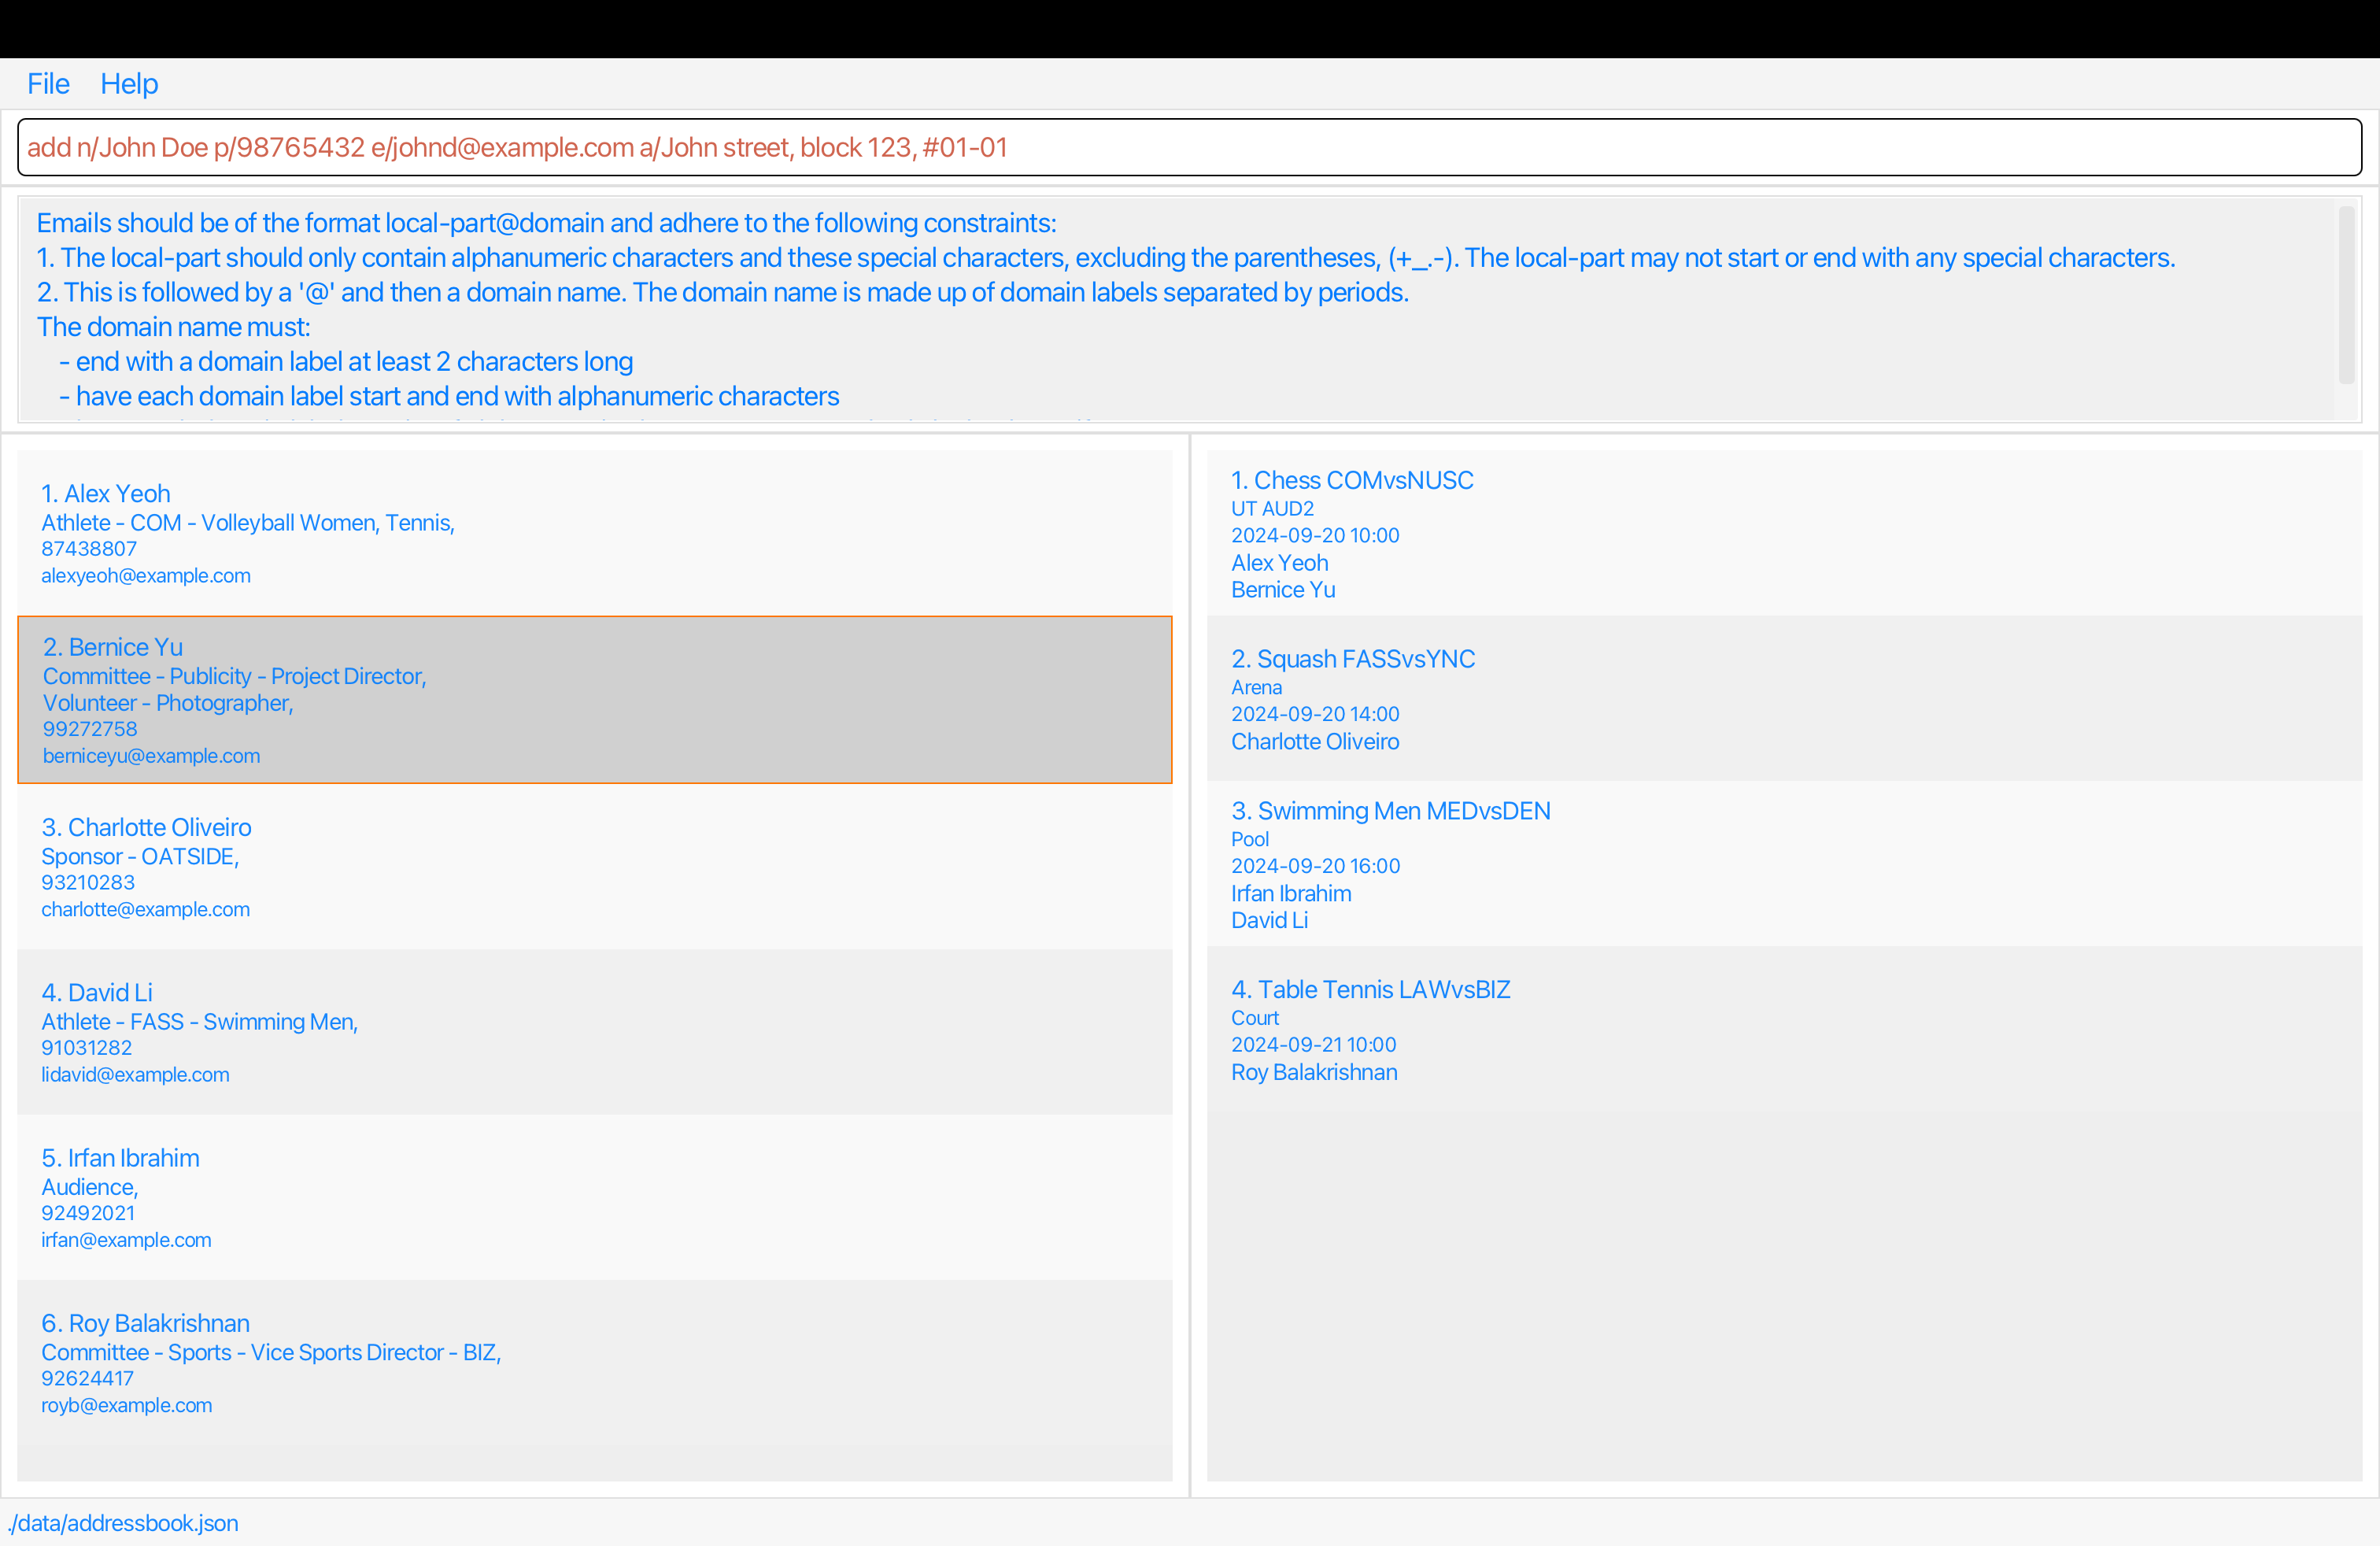 File Help
add n/John Doe p/98765432 e/johnd@example.com a/John street, block 123, #01-01
Emails should be of the format local-part@domain and adhere to the following constraints:
1. The local-part should only contain alphanumeric characters and these special characters, excluding the parentheses, (+_.-). The local-part may not start or end with any special characters.
2. This is followed by a '@' and then a domain name. The domain name is made up of domain labels separated by periods.
The domain name must:
- end with a domain label at least 2 characters long
- have each domain label start and end with alphanumeric characters
1. Alex Yeoh
Athlete - COM - Volleyball Women, Tennis,
87438807
alexyeoh@example.com
2. Bernice Yu
Committee - Publicity - Project Director,
Volunteer - Photographer,
99272758
berniceyu@example.com
3. Charlotte Oliveiro
Sponsor - OATSIDE,
93210283
charlotte@example.com
4. David Li
Athlete - FASS - Swimming Men,
91031282
lidavid@example.com
5. Irfan Ibrahim
Audience,
92492021
irfan@example.com
6. Roy Balakrishnan
Committee - Sports - Vice Sports Director - BIZ,
92624417
royb@example.com
1. Chess COMvsNUSC
UT AUD2
2024-09-20 10:00
Alex Yeoh
Bernice Yu
2. Squash FASSvsYNC
Arena
2024-09-20 14:00
Charlotte Oliveiro
3. Swimming Men MEDvsDEN
Pool
2024-09-20 16:00
Irfan Ibrahim
David Li
4. Table Tennis LAWvsBIZ
Court
2024-09-21 10:00
Roy Balakrishnan
./data/addressbook.json